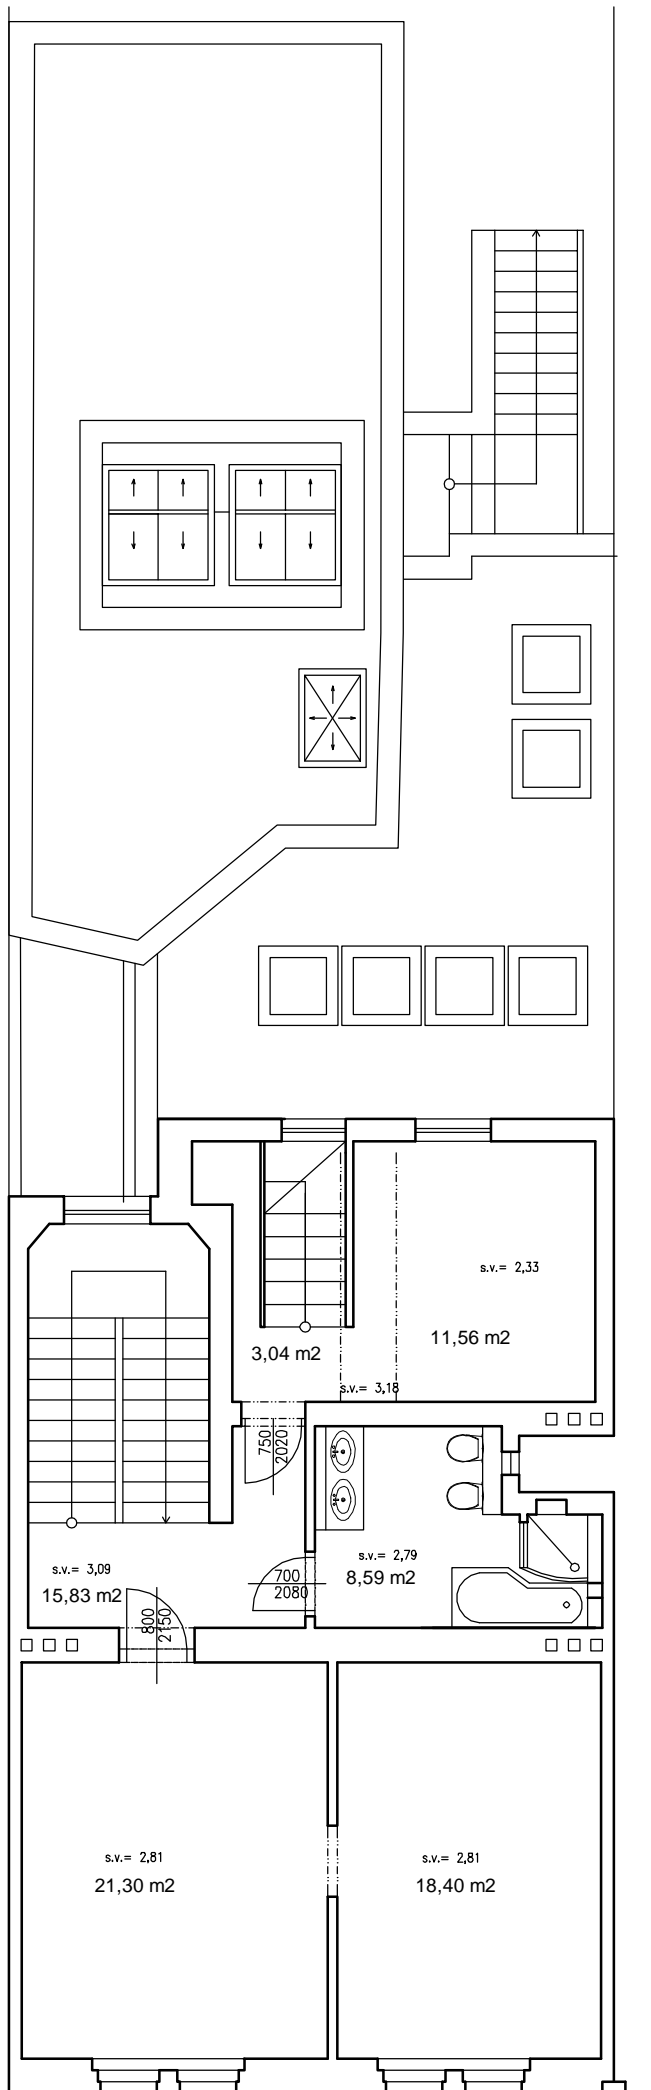 s.v.= 2,33
11,56 m2
3,04 m2
s.v.= 3,18
750
2020
s.v.= 2,79
8,59 m2
s.v.= 3,09
15,83 m2
700
2080
800
2150
s.v.= 2,81
21,30 m2
s.v.= 2,81
18,40 m2